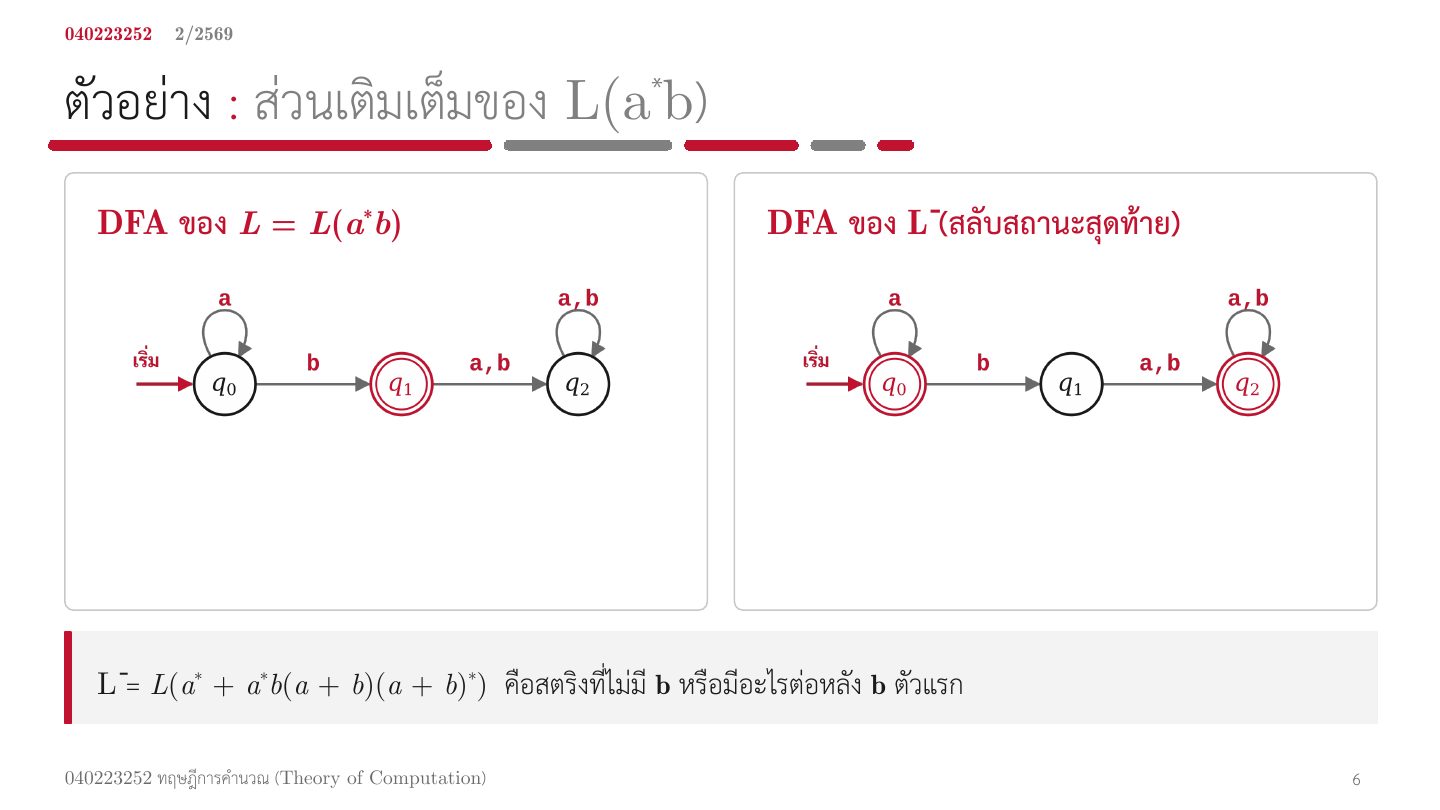 040223252 2/2569
ตัวอย่าง : ส่วนเติมเต็มของ L(a*b)
DFA ของ L = L(a*b)
a
a,b
เริ่ม
b
a,b
q0
q1
q2
DFA ของ L̄ (สลับสถานะสุดท้าย)
a
a,b
เริ่ม
b
a,b
q0
q1
q2
L̄ = L(a* + a*b(a + b)(a + b)*) คือสตริงที่ไม่มี b หรือมีอะไรต่อหลัง b ตัวแรก
040223252 ทฤษฎีการคำนวณ (Theory of Computation)
6